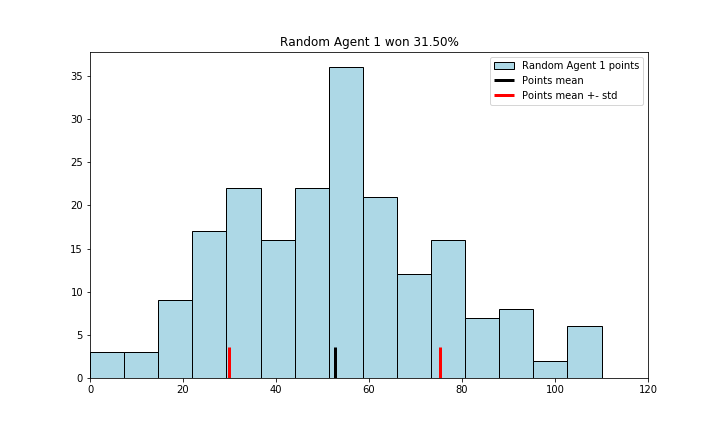 Random Agent 1 won 31.50%
Random Agent 1 points
Points mean
Points mean +- std
35
30
25
20
15
10
5
0
0 20 40 60 80 100 120